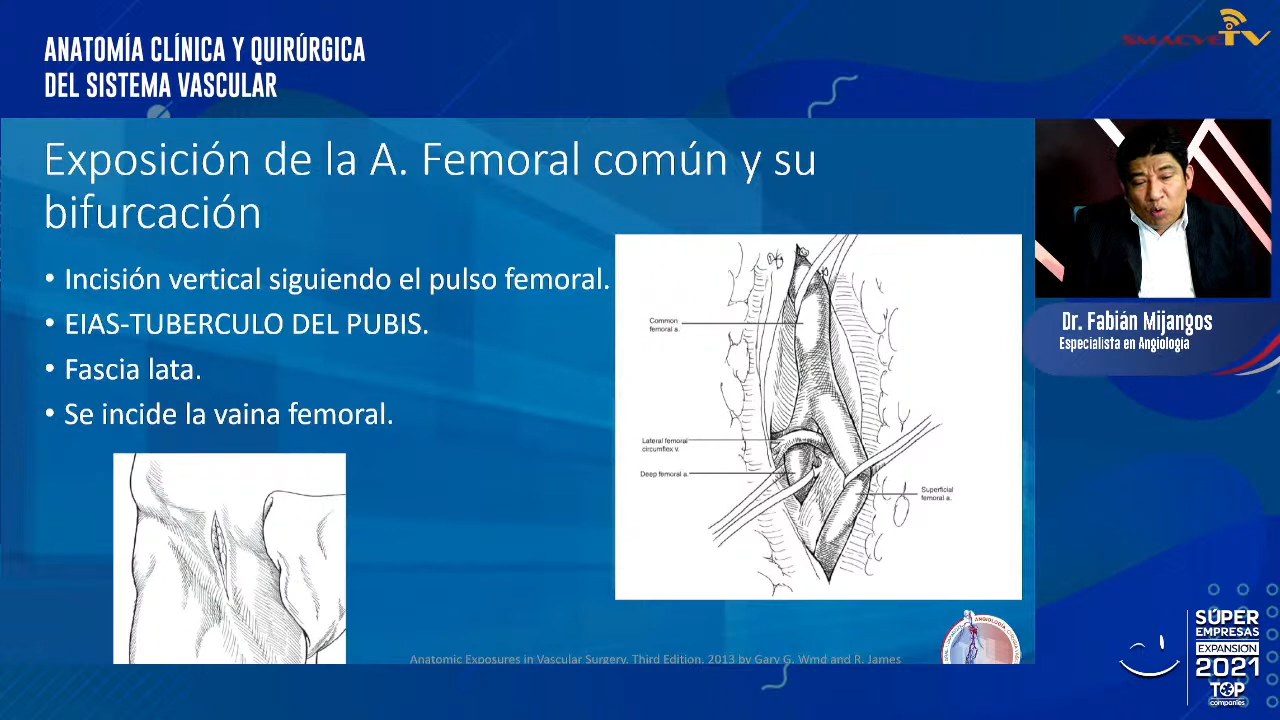 ANATOMÍA CLÍNICA Y QUIRÚRGICA
DEL SISTEMA VASCULAR
SMACVETV
Exposición de la A. Femoral común y su
bifurcación
• Incisión vertical siguiendo el pulso femoral.
• EIAS-TUBERCULO DEL PUBIS.
• Fascia lata.
• Se incide la vaina femoral.
Common
femoral a.
Lateral femoral
circumflex v.
Deep femoral a.
Superficial
femoral a.
Dr. Fabián Mijangos
Especialista en Angiología
Anatomic Exposures in Vascular Surgery, Third Edition, 2013 by Gary G. Wind and R. James
ANGIOLOGÍA
SÚPER
EMPRESAS
EXPANSIÓN
2021
TOP
companies